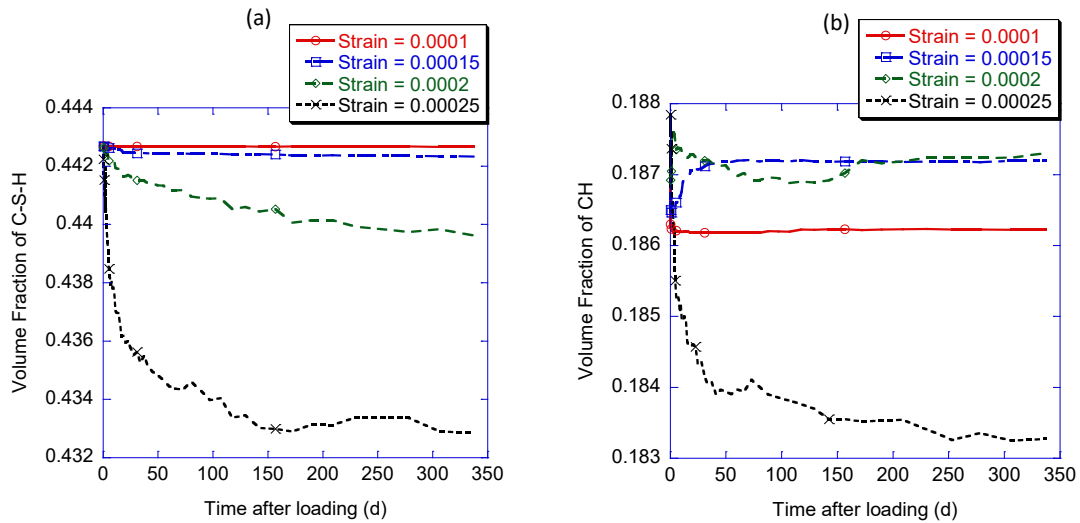 (a)
Strain = 0.0001
Strain = 0.00015
Strain = 0.0002
Strain = 0.00025
0.444
0.442
0.44
0.438
0.436
0.434
0.432
Volume Fraction of C-S-H
0 50 100 150 200 250 300 350
Time after loading (d)
(b)
Strain = 0.0001
Strain = 0.00015
Strain = 0.0002
Strain = 0.00025
0.188
0.187
0.186
0.185
0.184
0.183
Volume Fraction of CH
0 50 100 150 200 250 300 350
Time after loading (d)